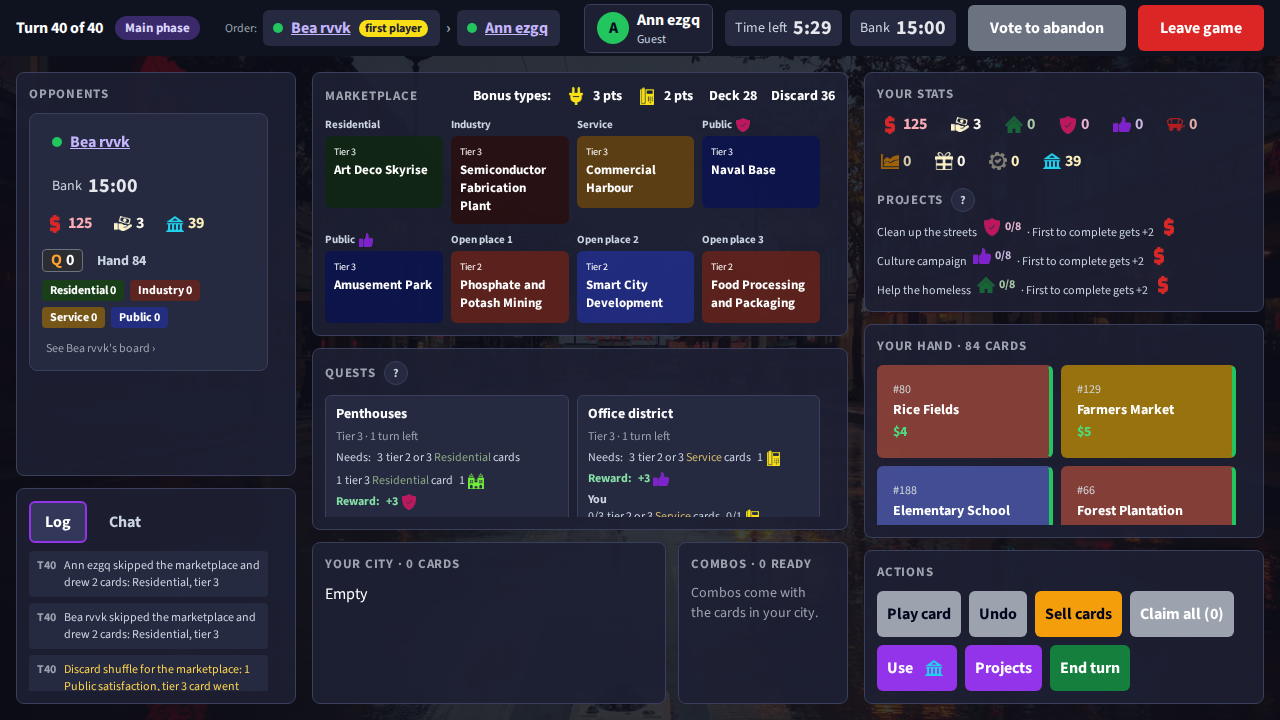 Turn 40 of 40
Main phase
Order:
Bea rvvk
first player
›
Ann ezgq
A
Ann ezgq
Guest
Time left 5:29
Bank 15:00
Vote to abandon
Leave game
OPPONENTS
Bea rvvk
Bank 15:00
125
3
39
Q 0
Hand 84
Residential 0
Industry 0
Service 0
Public 0
See Bea rvvk's board ›
Log
Chat
T40 Ann ezgq skipped the marketplace and
drew 2 cards: Residential, tier 3
T40 Bea rvvk skipped the marketplace and
drew 2 cards: Residential, tier 3
T40 Discard shuffle for the marketplace: 1
Public satisfaction, tier 3 card went
MARKETPLACE
Bonus types:
3 pts
2 pts
Deck 28
Discard 36
Residential
Tier 3
Art Deco Skyrise
Industry
Tier 3
Semiconductor
Fabrication
Plant
Service
Tier 3
Commercial
Harbour
Public
Tier 3
Naval Base
Public
Tier 3
Amusement Park
Open place 1
Tier 2
Phosphate and
Potash Mining
Open place 2
Tier 2
Smart City
Development
Open place 3
Tier 2
Food Processing
and Packaging
QUESTS
?
Penthouses
Tier 3 · 1 turn left
Needs: 3 tier 2 or 3 Residential cards
1 tier 3 Residential card 1
Reward: +3
Office district
Tier 3 · 1 turn left
Needs: 3 tier 2 or 3 Service cards 1
Reward: +3
You
0/3 tier 2 or 3 Service cards 0/1
YOUR CITY · 0 CARDS
Empty
COMBOS · 0 READY
Combos come with
the cards in your city.
YOUR STATS
125
3
0
0
0
0
0
0
0
39
PROJECTS
?
Clean up the streets 0/8 · First to complete gets +2
Culture campaign 0/8 · First to complete gets +2
Help the homeless 0/8 · First to complete gets +2
YOUR HAND · 84 CARDS
#80
Rice Fields
$4
#129
Farmers Market
$5
#188
Elementary School
#66
Forest Plantation
ACTIONS
Play card
Undo
Sell cards
Claim all (0)
Use
Projects
End turn